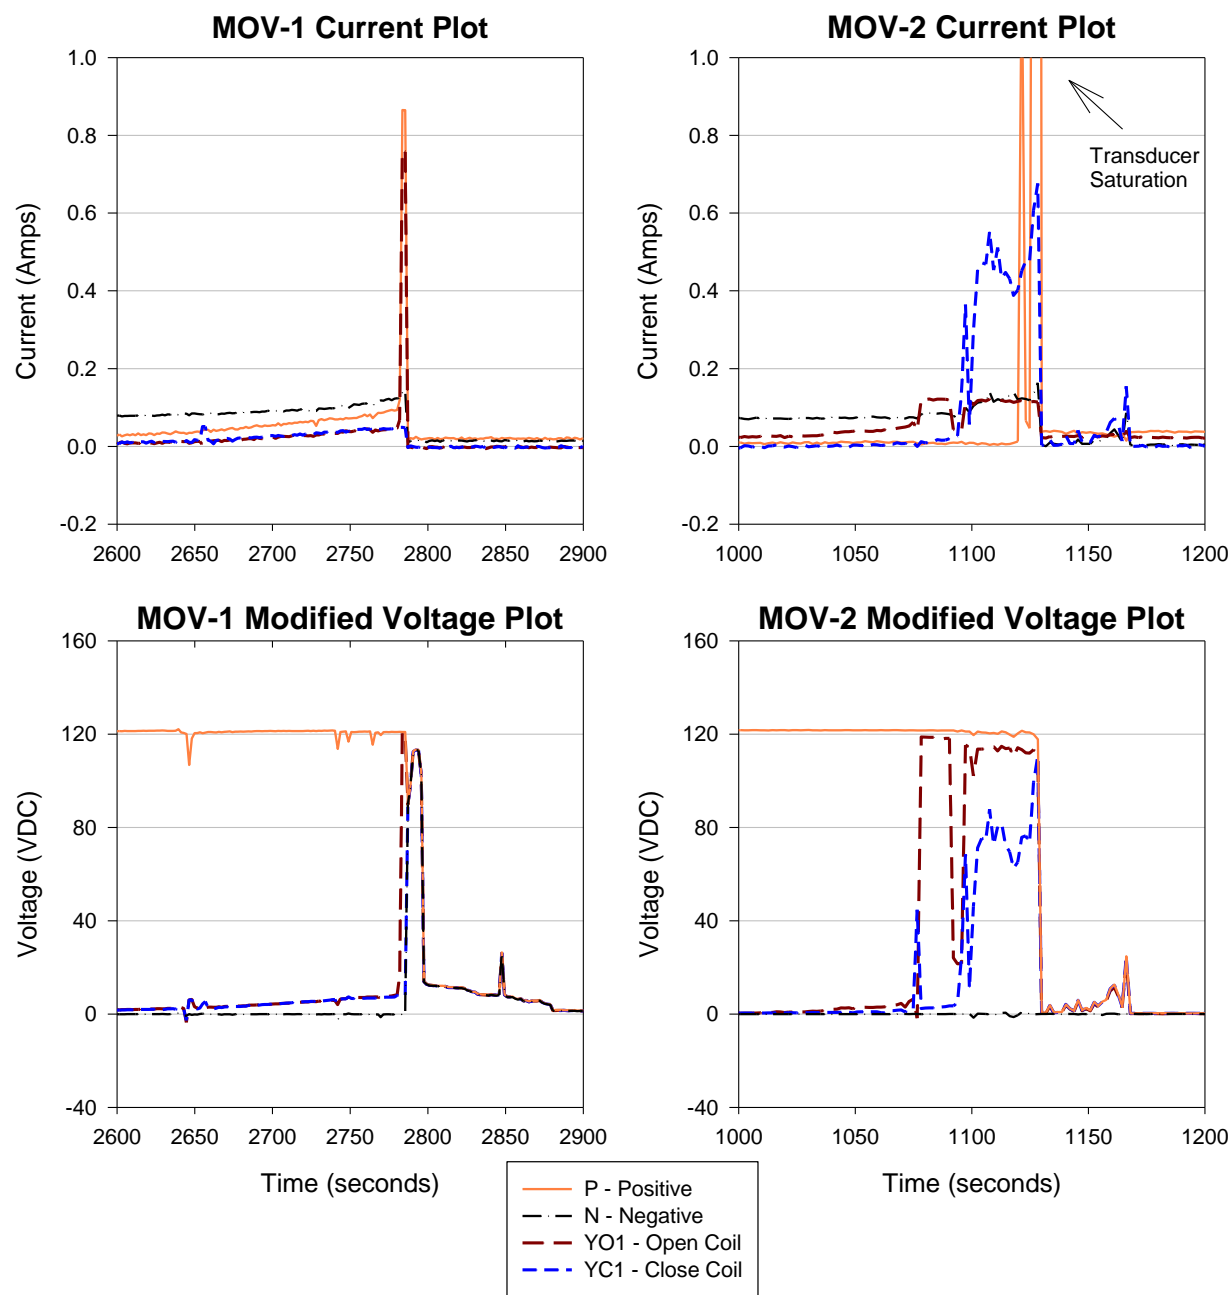 MOV-1 Current Plot
1.0
0.8
0.6
0.4
0.2
0.0
-0.2
Current (Amps)
2600 2650 2700 2750 2800 2850 2900
MOV-2 Current Plot
1.0
0.8
0.6
0.4
0.2
0.0
-0.2
Current (Amps)
Transducer
Saturation
1000 1050 1100 1150 1200
MOV-1 Modified Voltage Plot
160
120
80
40
0
-40
Voltage (VDC)
2600 2650 2700 2750 2800 2850 2900
Time (seconds)
MOV-2 Modified Voltage Plot
160
120
80
40
0
-40
Voltage (VDC)
1000 1050 1100 1150 1200
Time (seconds)
P - Positive
N - Negative
YO1 - Open Coil
YC1 - Close Coil